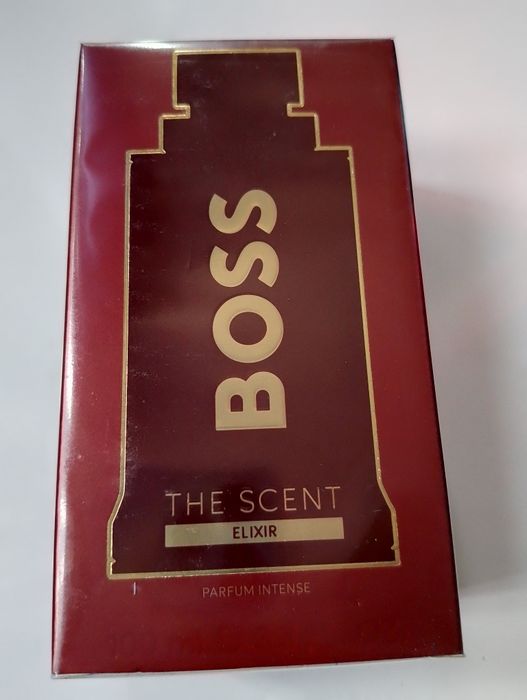 BOSS
THE SCENT
ELIXIR
PARFUM INTENSE